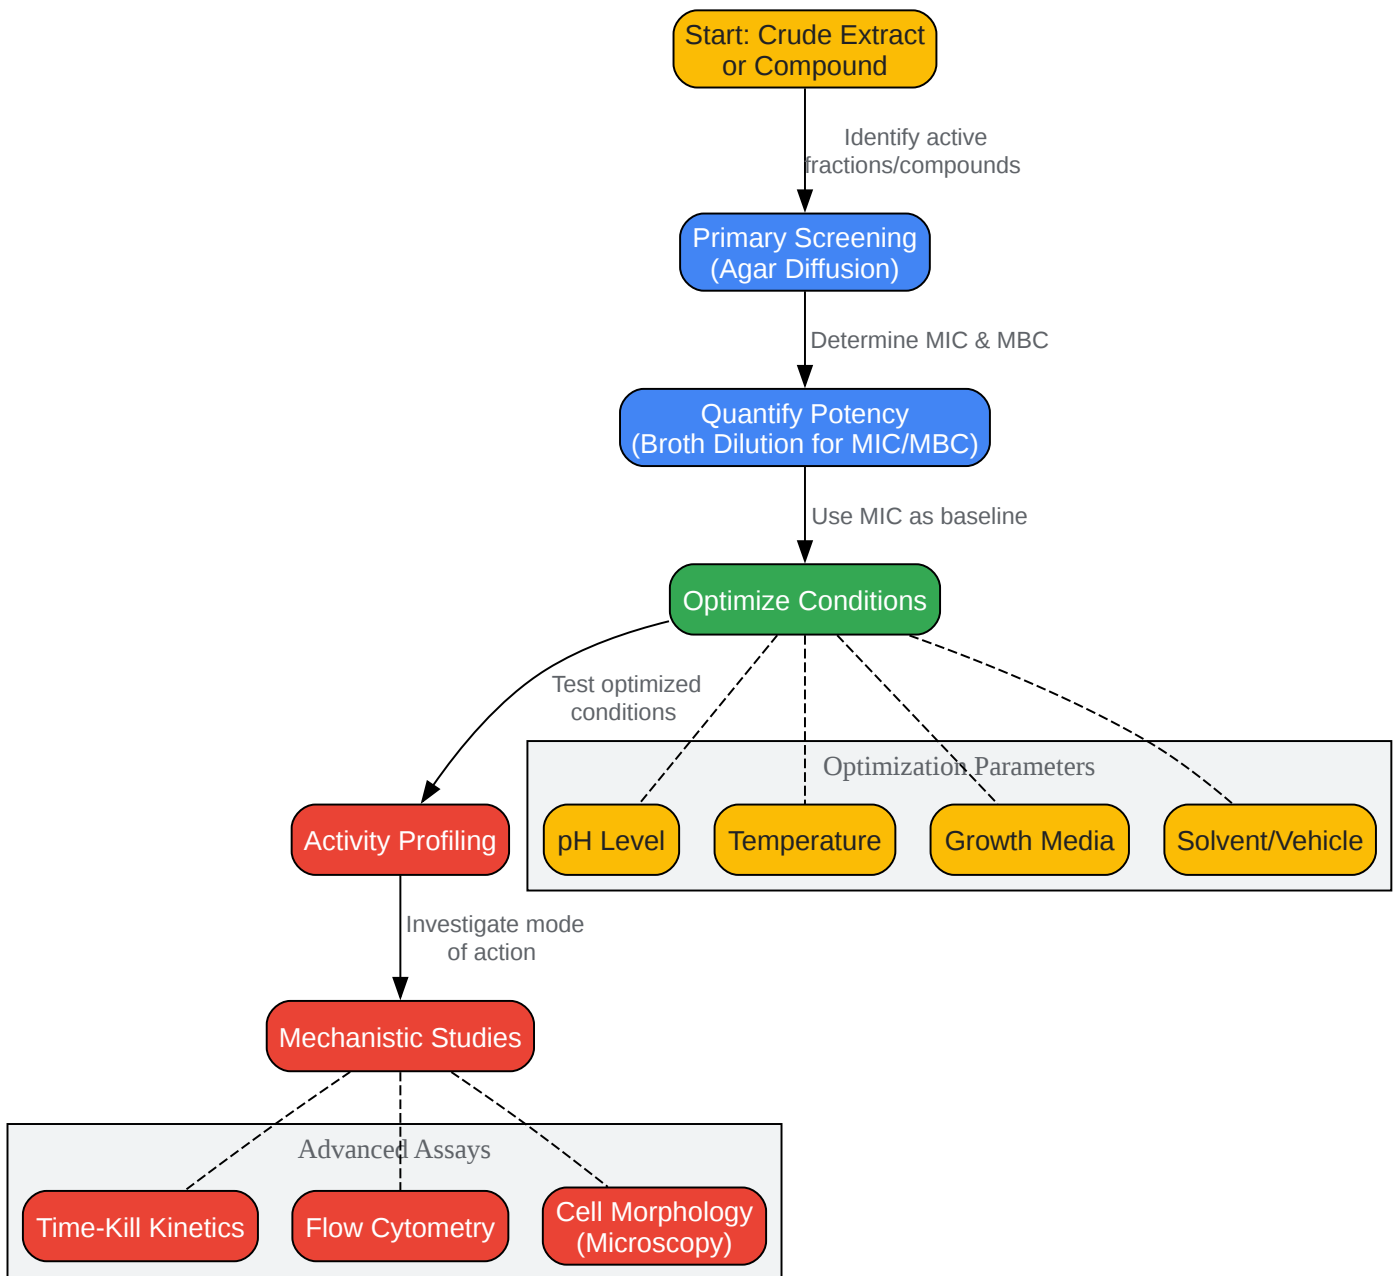 Start: Crude Extract
or Compound
Identify active
fractions/compounds
Primary Screening
(Agar Diffusion)
Determine MIC & MBC
Quantify Potency
(Broth Dilution for MIC/MBC)
Use MIC as baseline
Optimize Conditions
Test optimized
conditions
Optimization Parameters
Activity Profiling
pH Level
Temperature
Growth Media
Solvent/Vehicle
Investigate mode
of action
Mechanistic Studies
Advanced Assays
Time-Kill Kinetics
Flow Cytometry
Cell Morphology
(Microscopy)